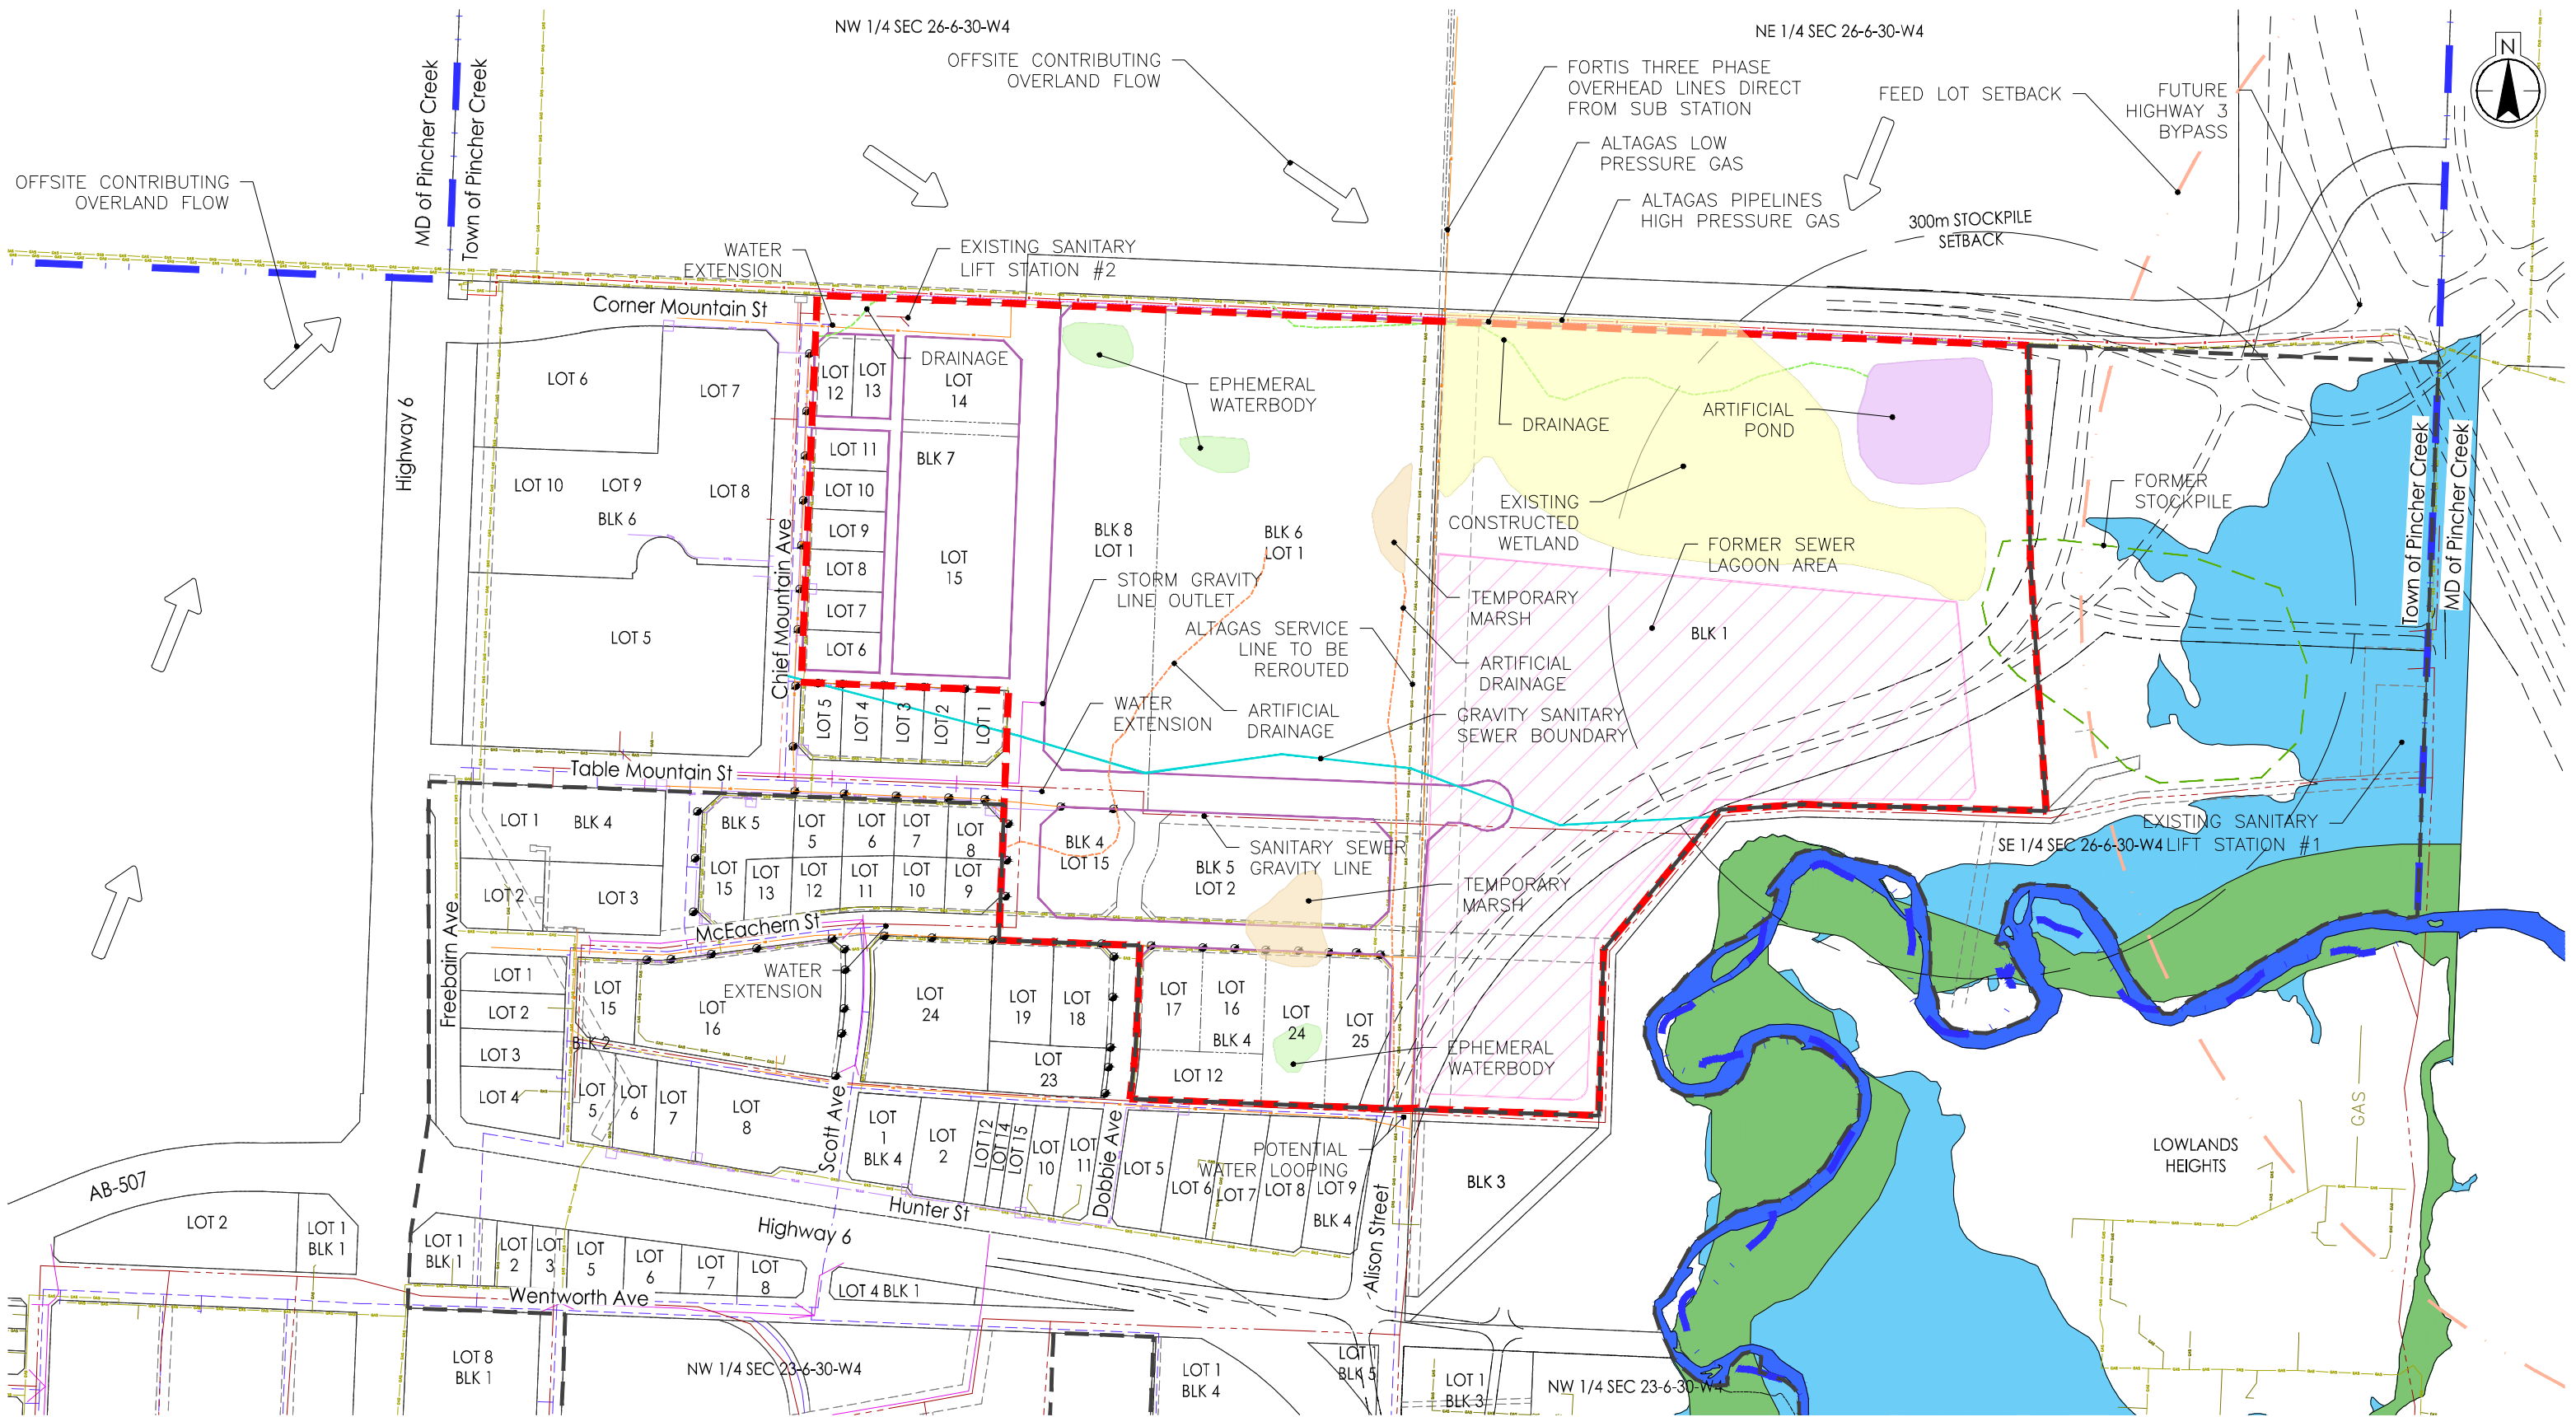 NW 1/4 SEC 26-6-30-W4
NE 1/4 SEC 26-6-30-W4
N
OFFSITE CONTRIBUTING
OVERLAND FLOW
FORTIS THREE PHASE
OVERHEAD LINES DIRECT
FROM SUB STATION
FEED LOT SETBACK
FUTURE
HIGHWAY 3
BYPASS
MD of Pincher Creek
Town of Pincher Creek
ALTAGAS LOW
PRESSURE GAS
OFFSITE CONTRIBUTING
OVERLAND FLOW
ALTAGAS PIPELINES
HIGH PRESSURE GAS
300m STOCKPILE
SETBACK
WATER
EXTENSION
EXISTING SANITARY
LIFT STATION #2
Corner Mountain St
DRAINAGE
LOT
12
LOT
13
LOT
14
LOT 6
LOT 7
EPHEMERAL
WATERBODY
ARTIFICIAL
POND
DRAINAGE
Highway 6
LOT 11
BLK 7
LOT 10
LOT 9
LOT 8
BLK 6
LOT 10
LOT 9
LOT 8
LOT 7
LOT 6
LOT
15
Chief Mountain Ave
BLK 8
LOT 1
BLK 6
LOT 1
EXISTING
CONSTRUCTED
WETLAND
FORMER
STOCKPILE
Town of Pincher Creek
MD of Pincher Creek
FORMER SEWER
LAGOON AREA
STORM GRAVITY
LINE OUTLET
TEMPORARY
MARSH
ALTAGAS SERVICE
LINE TO BE
REROUTED
BLK 1
LOT 5
ARTIFICIAL
DRAINAGE
LOT 5
LOT 4
LOT 3
LOT 2
LOT 1
WATER
EXTENSION
ARTIFICIAL
DRAINAGE
GRAVITY SANITARY
SEWER BOUNDARY
Table Mountain St
LOT 1
BLK 4
BLK 5
LOT
5
LOT
6
LOT
7
LOT
8
BLK 4
LOT 15
SANITARY SEWER
GRAVITY LINE
BLK 5
LOT 2
EXISTING SANITARY
LIFT STATION #1
SE 1/4 SEC 26-6-30-W4
LOT 2
LOT 3
LOT
15
LOT
13
LOT
12
LOT
11
LOT
10
LOT
9
TEMPORARY
MARSH
McEachern St
Freebairn Ave
LOT 1
LOT 2
LOT 3
LOT 4
LOT
15
WATER
EXTENSION
LOT
16
BLK 2
LOT
24
LOT
19
LOT
18
LOT
23
LOT
17
LOT
16
BLK 4
LOT
24
LOT
25
LOT 12
EPHEMERAL
WATERBODY
LOT
5
LOT
6
LOT
7
LOT
8
Scott Ave
LOT
1
BLK 4
LOT
2
LOT 12
LOT 14
LOT 15
LOT
10
LOT
11
Dobbie Ave
LOT 5
LOT 6
LOT 7
LOT 8
LOT 9
BLK 4
POTENTIAL
WATER LOOPING
Alison Street
BLK 3
GAS
LOWLANDS
HEIGHTS
AB-507
LOT 2
LOT 1
BLK 1
Hunter St
Highway 6
LOT 1
BLK 1
LOT
2
LOT
3
LOT
5
LOT
6
LOT
7
LOT
8
LOT 4 BLK 1
Wentworth Ave
LOT 8
BLK 1
NW 1/4 SEC 23-6-30-W4
LOT 1
BLK 4
LOT 1
BLK 5
LOT 1
BLK 3
NW 1/4 SEC 23-6-30-W4